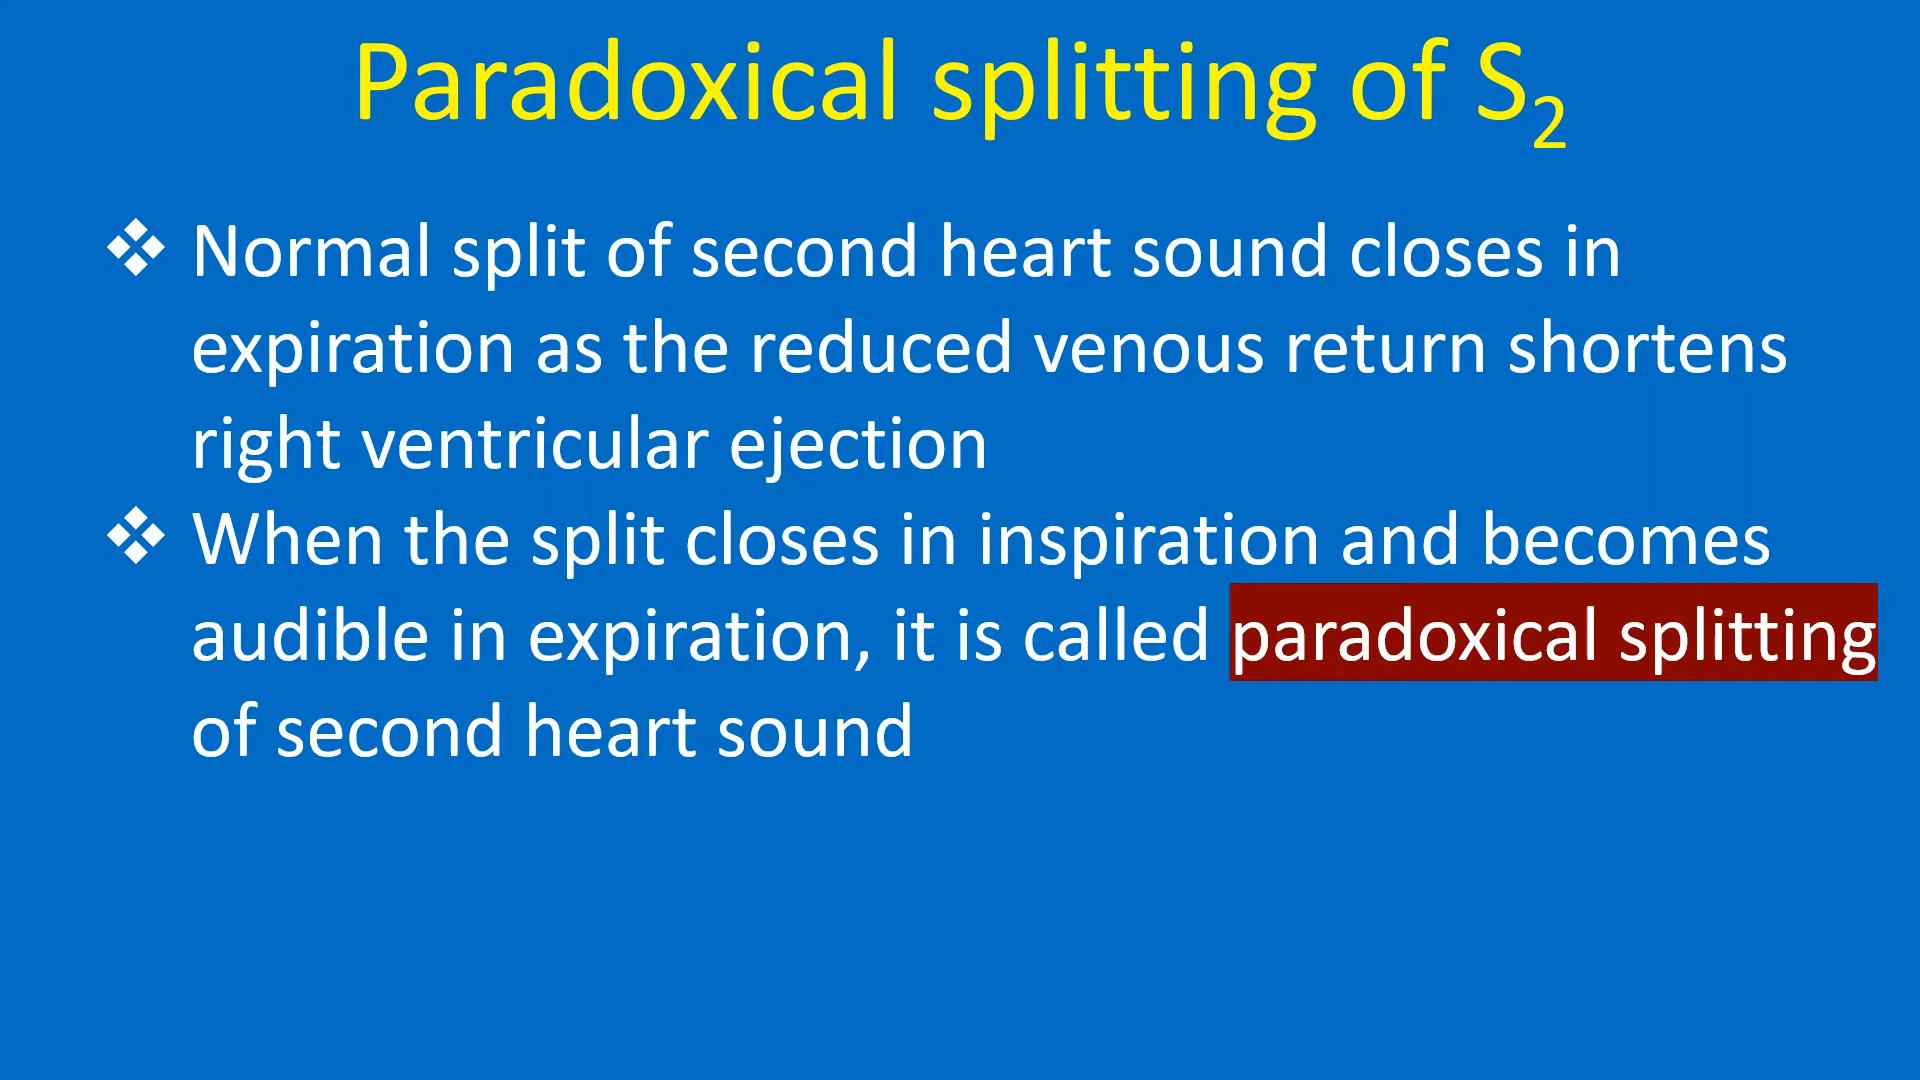 Paradoxical splitting of S₂
❖ Normal split of second heart sound closes in
expiration as the reduced venous return shortens
right ventricular ejection
❖ When the split closes in inspiration and becomes
audible in expiration, it is called paradoxical splitting
of second heart sound